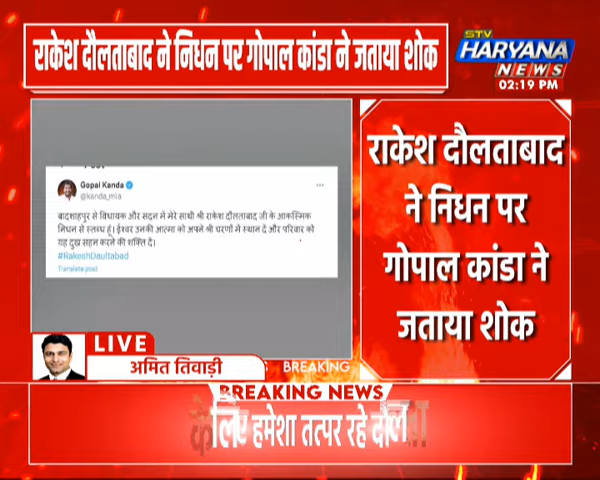 राकेश दौलताबाद ने निधन पर गोपाल कांडा ने जताया शोक
STV
HARYANA
NEWS
02:19 PM
Gopal Kanda
@kanda_mla
बादशाहपुर से विधायक और सदन में मेरे साथी श्री राकेश दौलताबाद जी के आकस्मिक
निधन से स्तब्ध हूं। ईश्वर उनकी आत्मा को अपने श्री चरणों में स्थान दें और परिवार को
यह दुख सहन करने की शक्ति दे।
#RakeshDaultabad
Translate post
राकेश दौलताबाद
ने निधन पर
गोपाल कांडा ने
जताया शोक
LIVE
अमित तिवाड़ी
BREAKING
BREAKING NEWS
लिए हमेशा तत्पर रहे